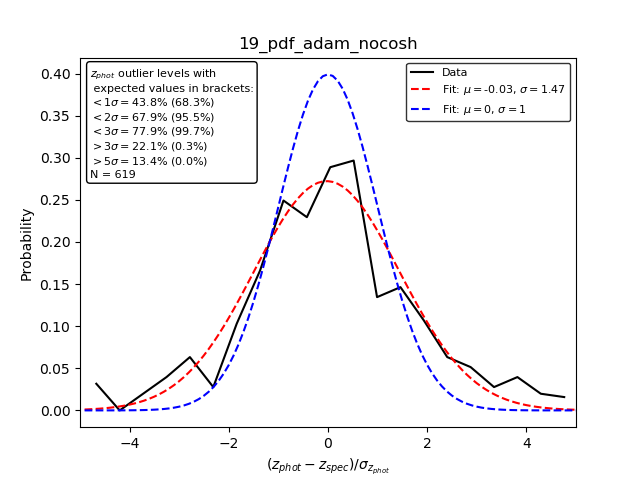 19_pdf_adam_nocosh
z_phot outlier levels with
expected values in brackets:
<1σ=43.8% (68.3%)
<2σ=67.9% (95.5%)
<3σ=77.9% (99.7%)
>3σ=22.1% (0.3%)
>5σ=13.4% (0.0%)
N = 619
Data
Fit: μ=-0.03, σ=1.47
Fit: μ=0, σ=1
0.40
0.35
0.30
0.25
0.20
0.15
0.10
0.05
0.00
Probability
−4 −2 0 2 4
(z_phot − z_spec)/σ_z_phot